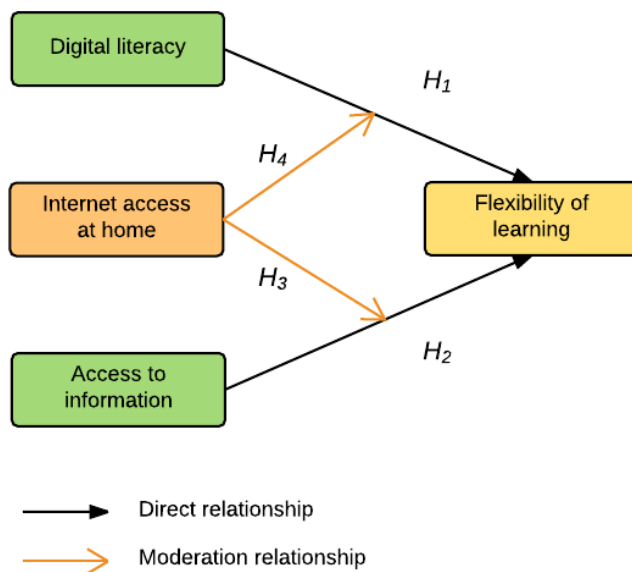 Digital literacy
H1
H4
Internet access
at home
Flexibility of
learning
H3
H2
Access to
information
Direct relationship
Moderation relationship